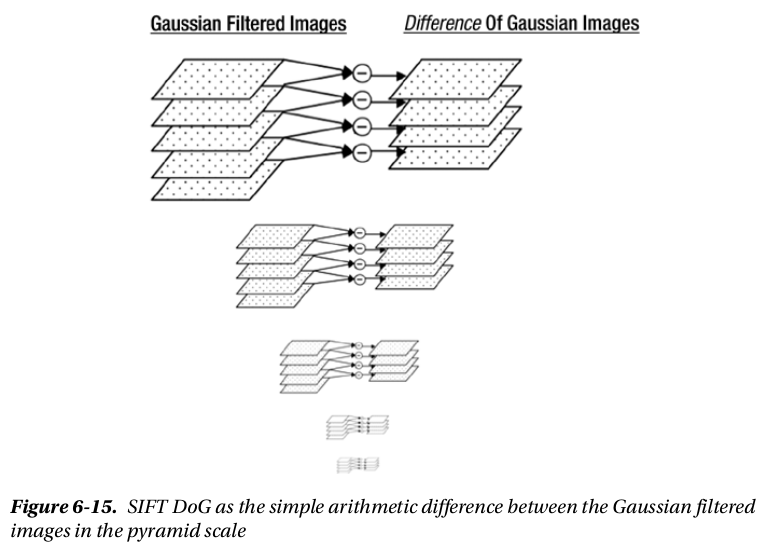 Gaussian Filtered Images
Difference Of Gaussian Images
Figure 6-15. SIFT DoG as the simple arithmetic difference between the Gaussian filtered
images in the pyramid scale